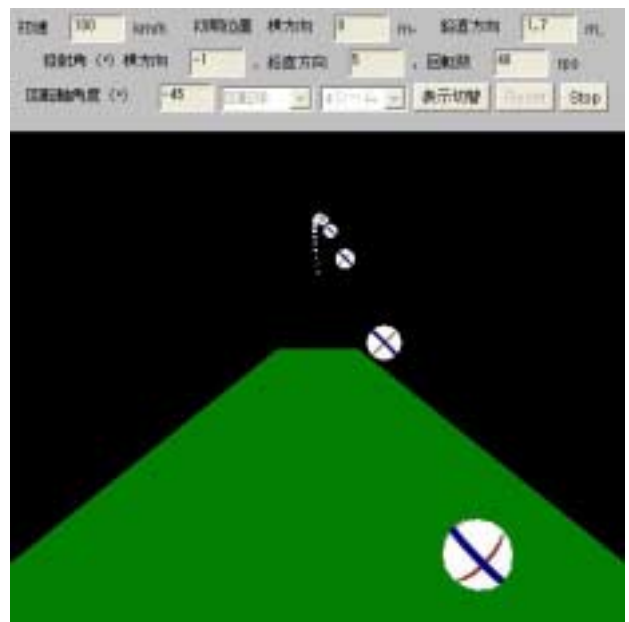 初速 100 km/h 初期位置 横方向 0 m. 鉛直方向 1.7 m.
投射角 (°) 横方向 -1 . 鉛直方向 5 . 回転数 rps
回転軸角度 (°) -45 表示切替 Stop